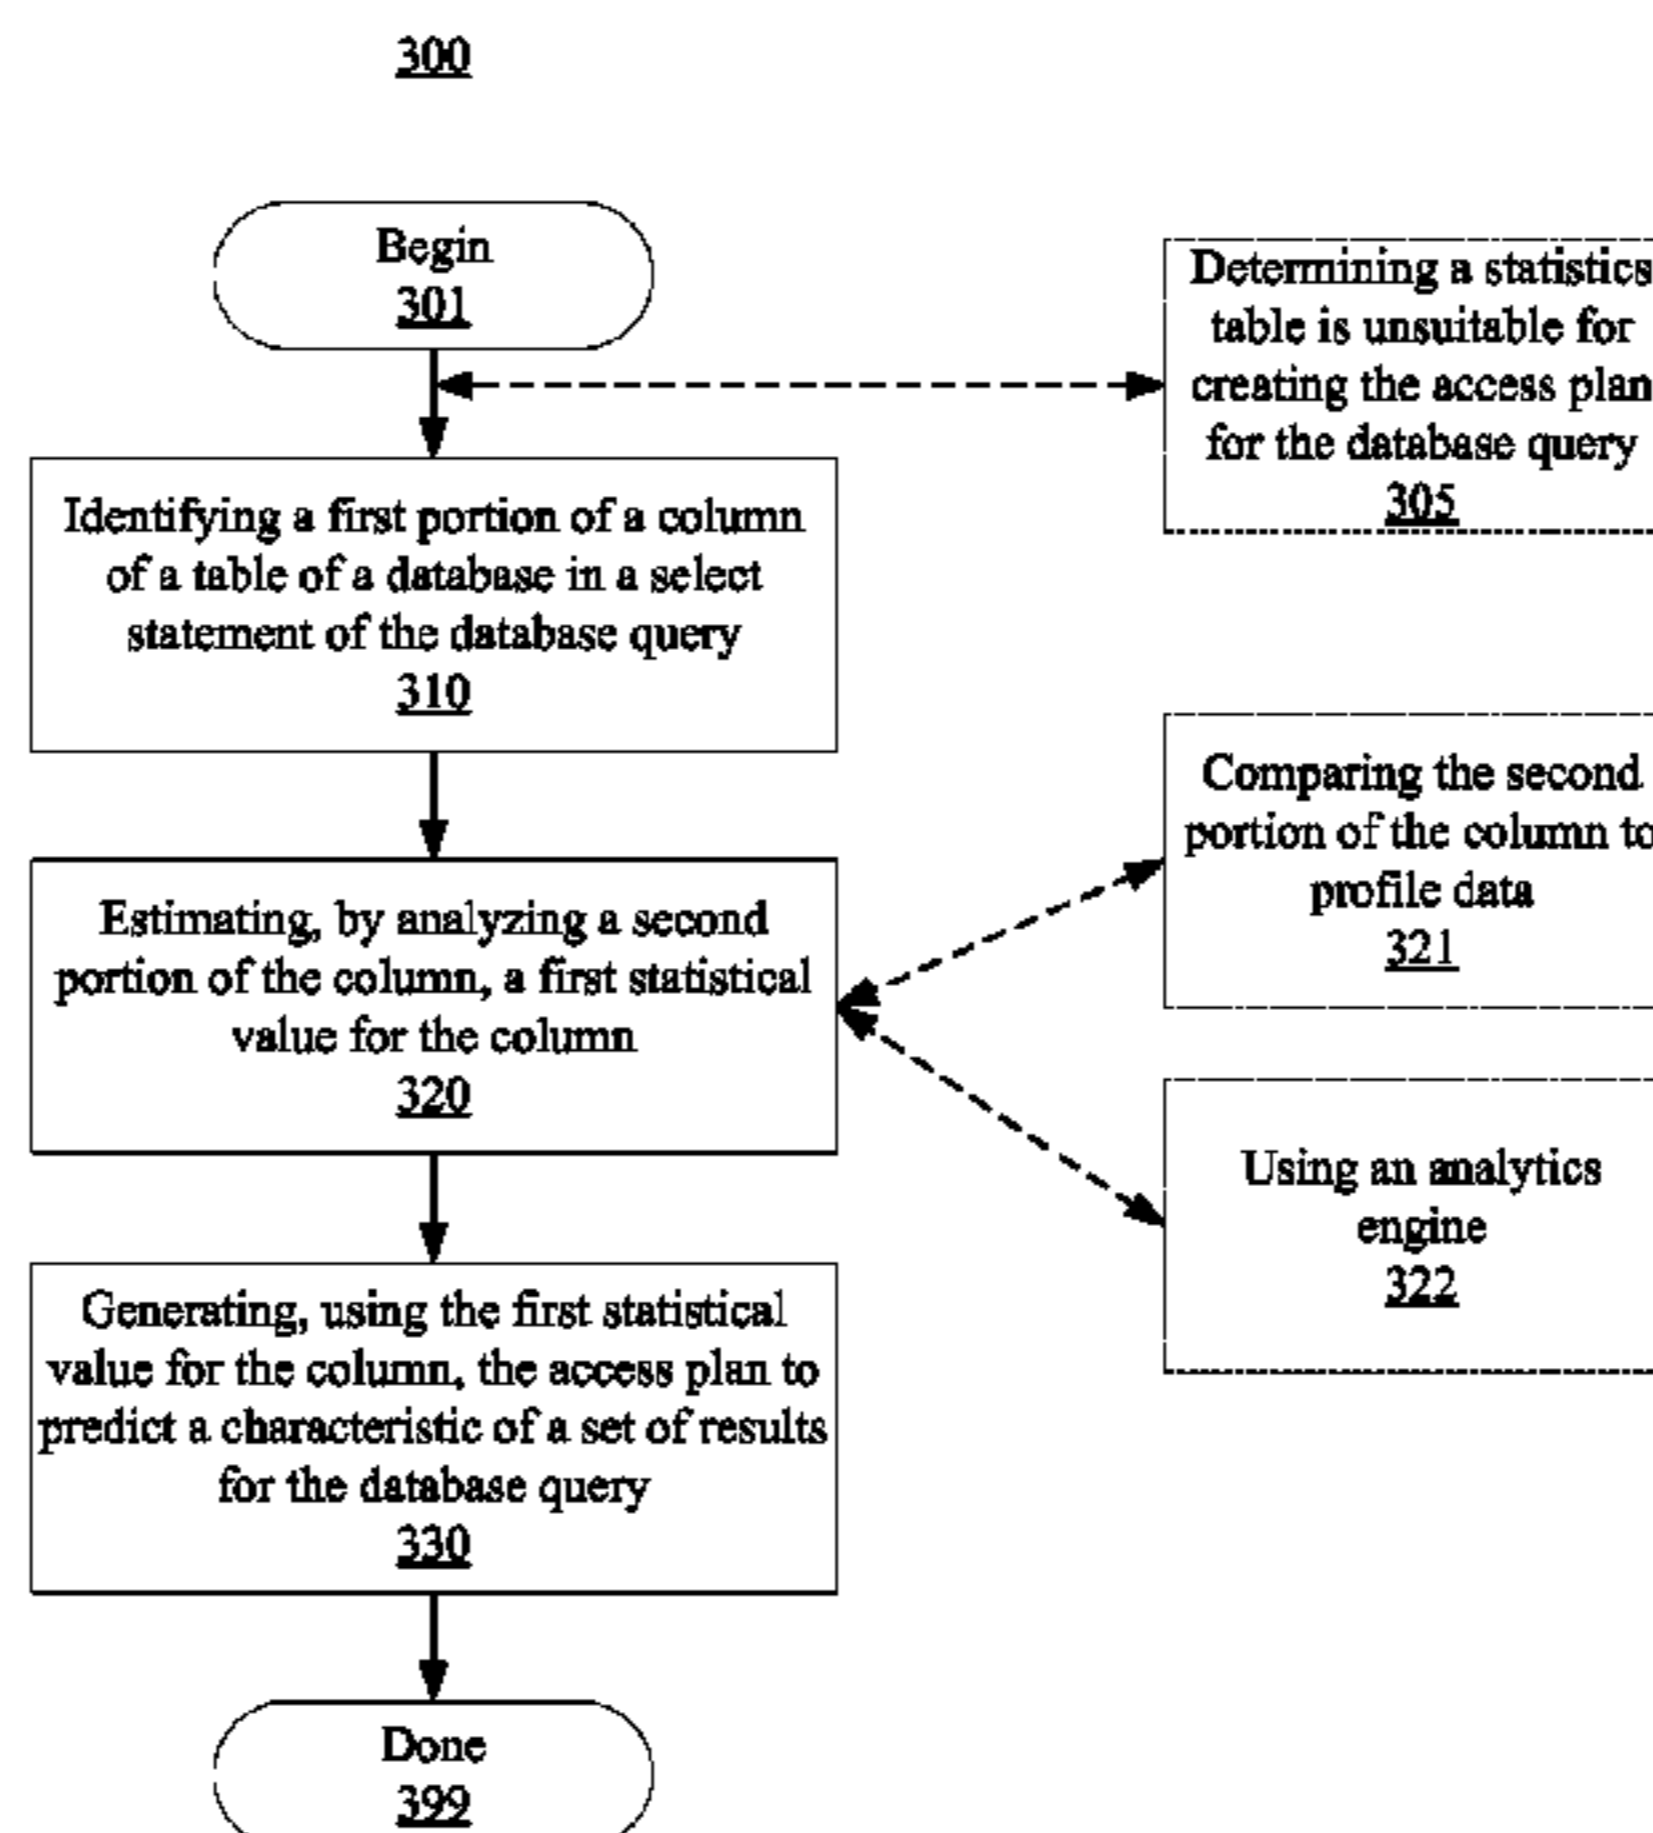 300
Begin
301
Determining a statistics
table is unsuitable for
creating the access plan
for the database query
305
Identifying a first portion of a column
of a table of a database in a select
statement of the database query
310
Comparing the second
portion of the column to
profile data
321
Estimating, by analyzing a second
portion of the column, a first statistical
value for the column
320
Using an analytics
engine
322
Generating, using the first statistical
value for the column, the access plan to
predict a characteristic of a set of results
for the database query
330
Done
399